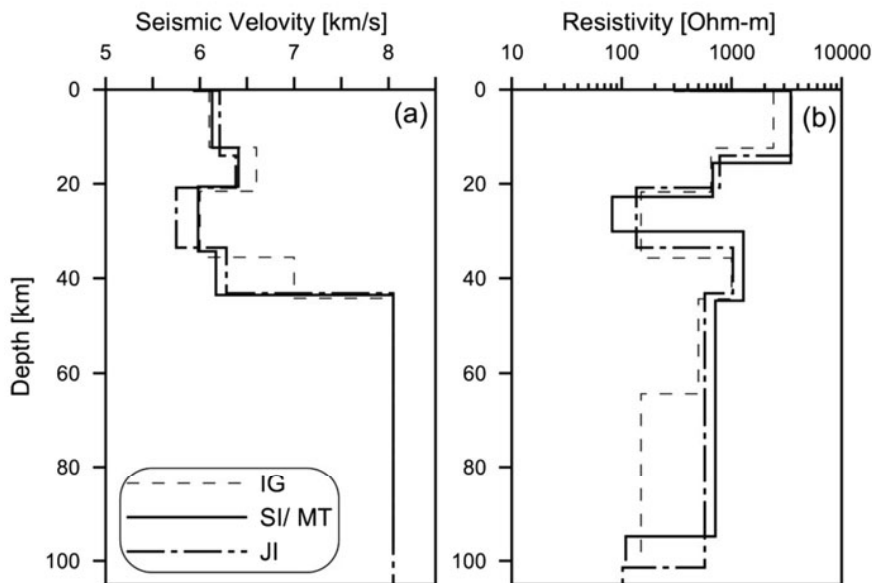 Seismic Velovity [km/s]
5 6 7 8
Resistivity [Ohm-m]
10 100 1000 10000
Depth [km]
0
20
40
60
80
100
(a)
IG
SI/ MT
JI
0
20
40
60
80
100
(b)